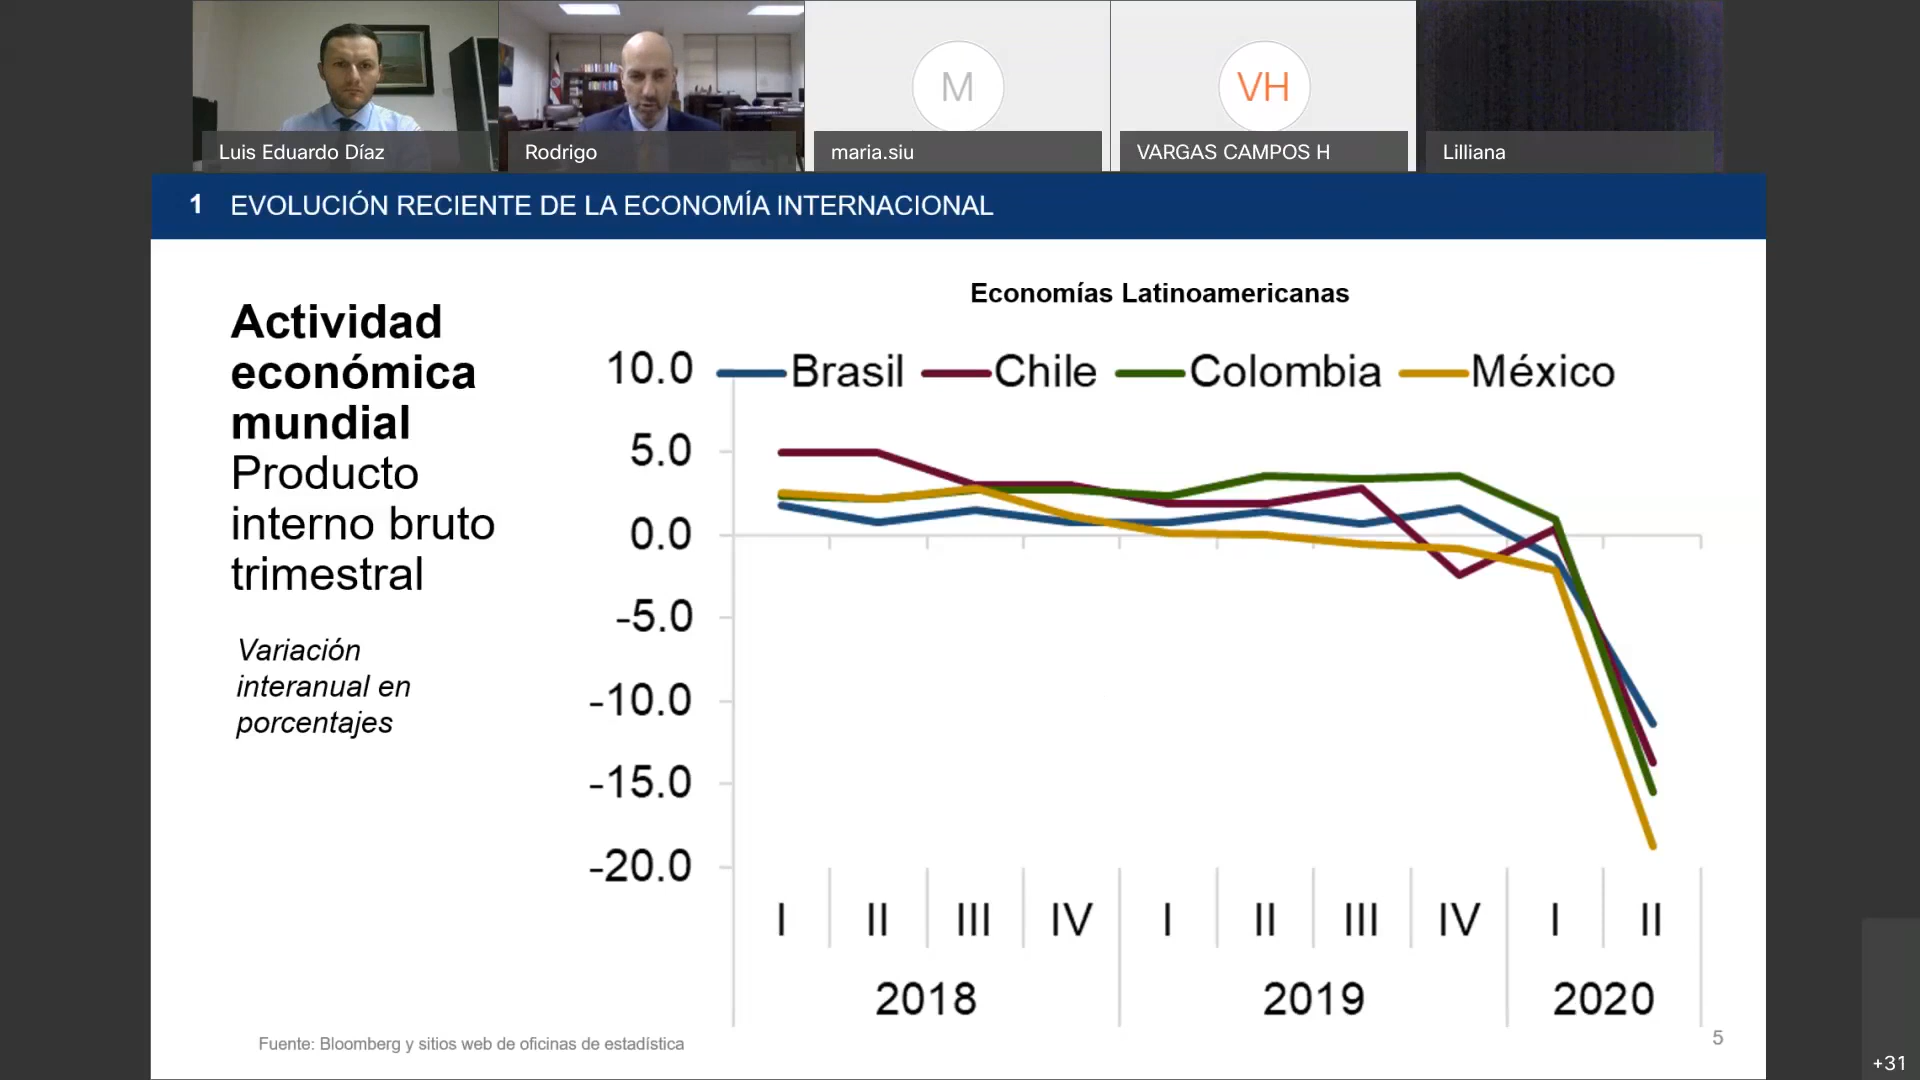 Luis Eduardo Díaz
Rodrigo
M
maria.siu
VH
VARGAS CAMPOS H
Lilliana
1 EVOLUCIÓN RECIENTE DE LA ECONOMÍA INTERNACIONAL
Actividad
económica
mundial
Producto
interno bruto
trimestral
Variación
interanual en
porcentajes
Economías Latinoamericanas
Brasil Chile Colombia México
10.0
5.0
0.0
-5.0
-10.0
-15.0
-20.0
I II III IV I II III IV I II
2018 2019 2020
Fuente: Bloomberg y sitios web de oficinas de estadística
5
+31